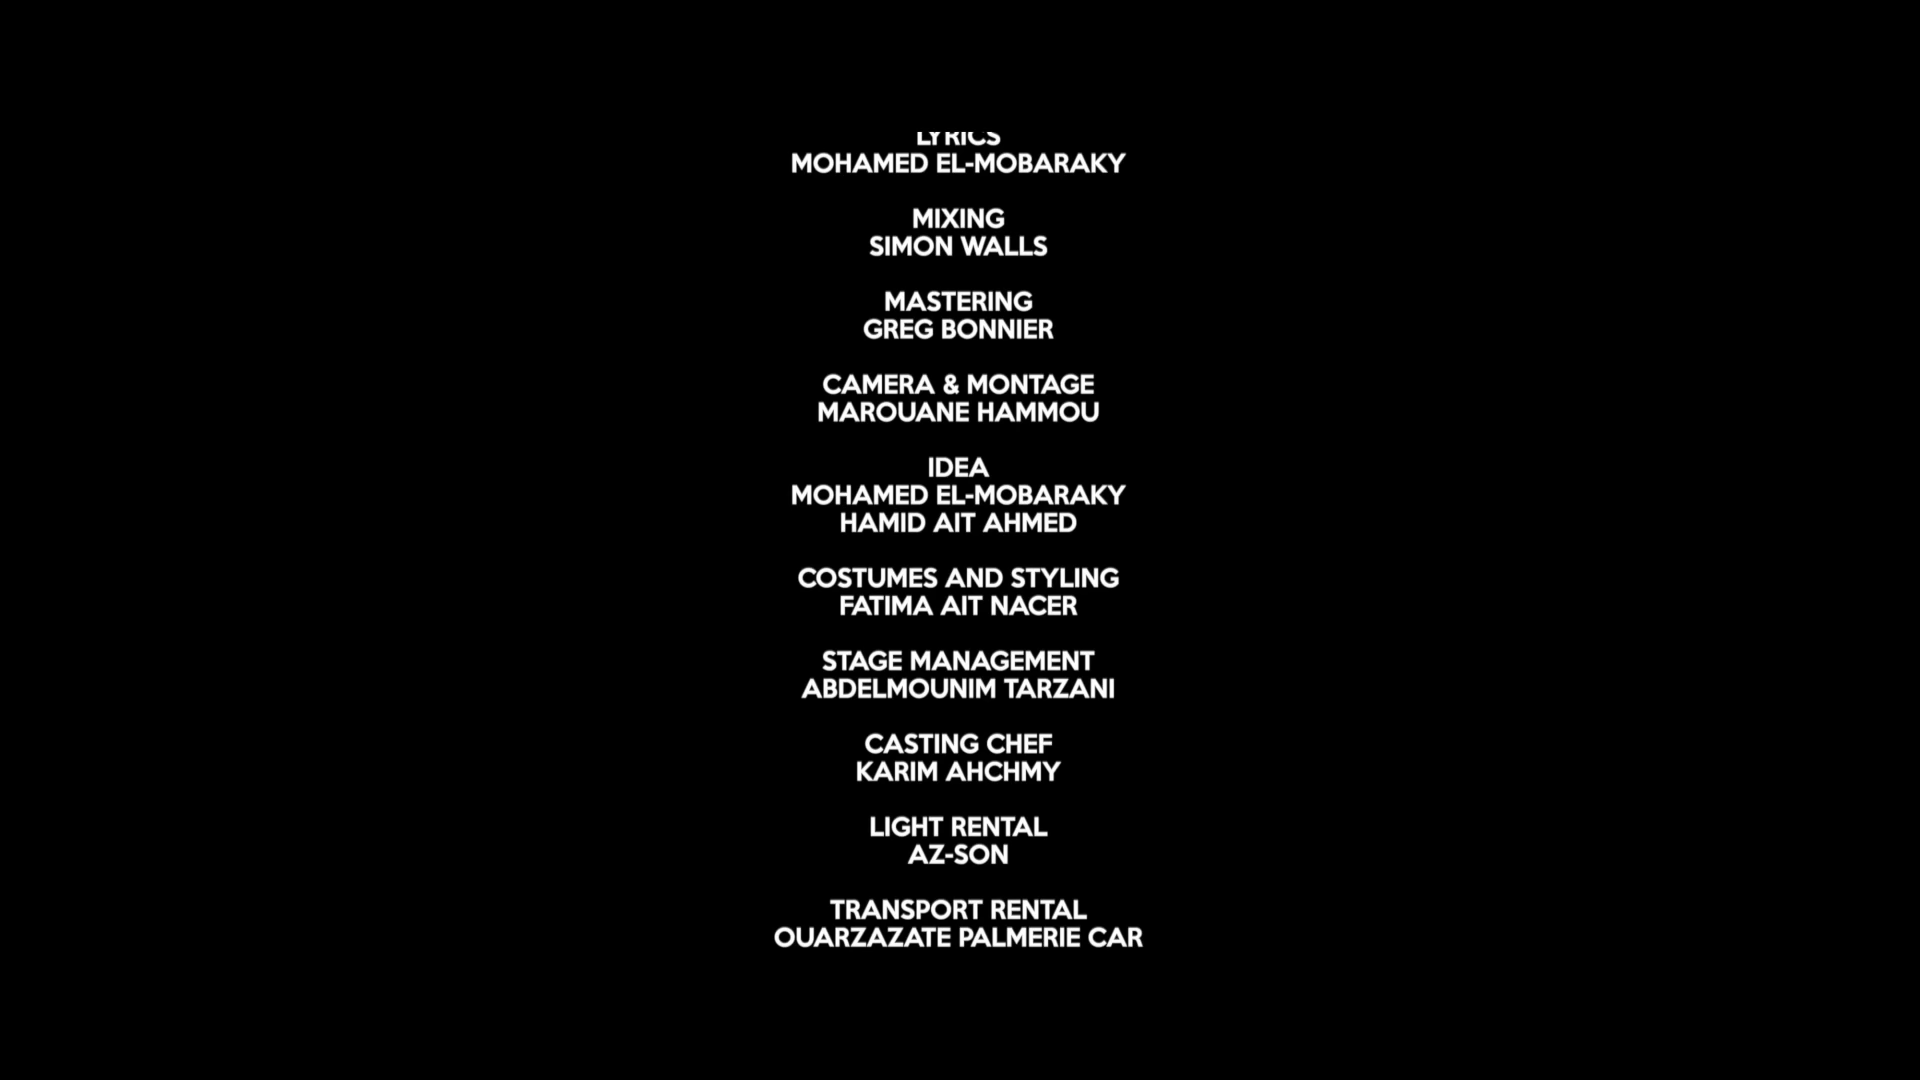 LYRICS
MOHAMED EL-MOBARAKY
MIXING
SIMON WALLS
MASTERING
GREG BONNIER
CAMERA & MONTAGE
MAROUANE HAMMOU
IDEA
MOHAMED EL-MOBARAKY
HAMID AIT AHMED
COSTUMES AND STYLING
FATIMA AIT NACER
STAGE MANAGEMENT
ABDELMOUNIM TARZANI
CASTING CHEF
KARIM AHCHMY
LIGHT RENTAL
AZ-SON
TRANSPORT RENTAL
OUARZAZATE PALMERIE CAR